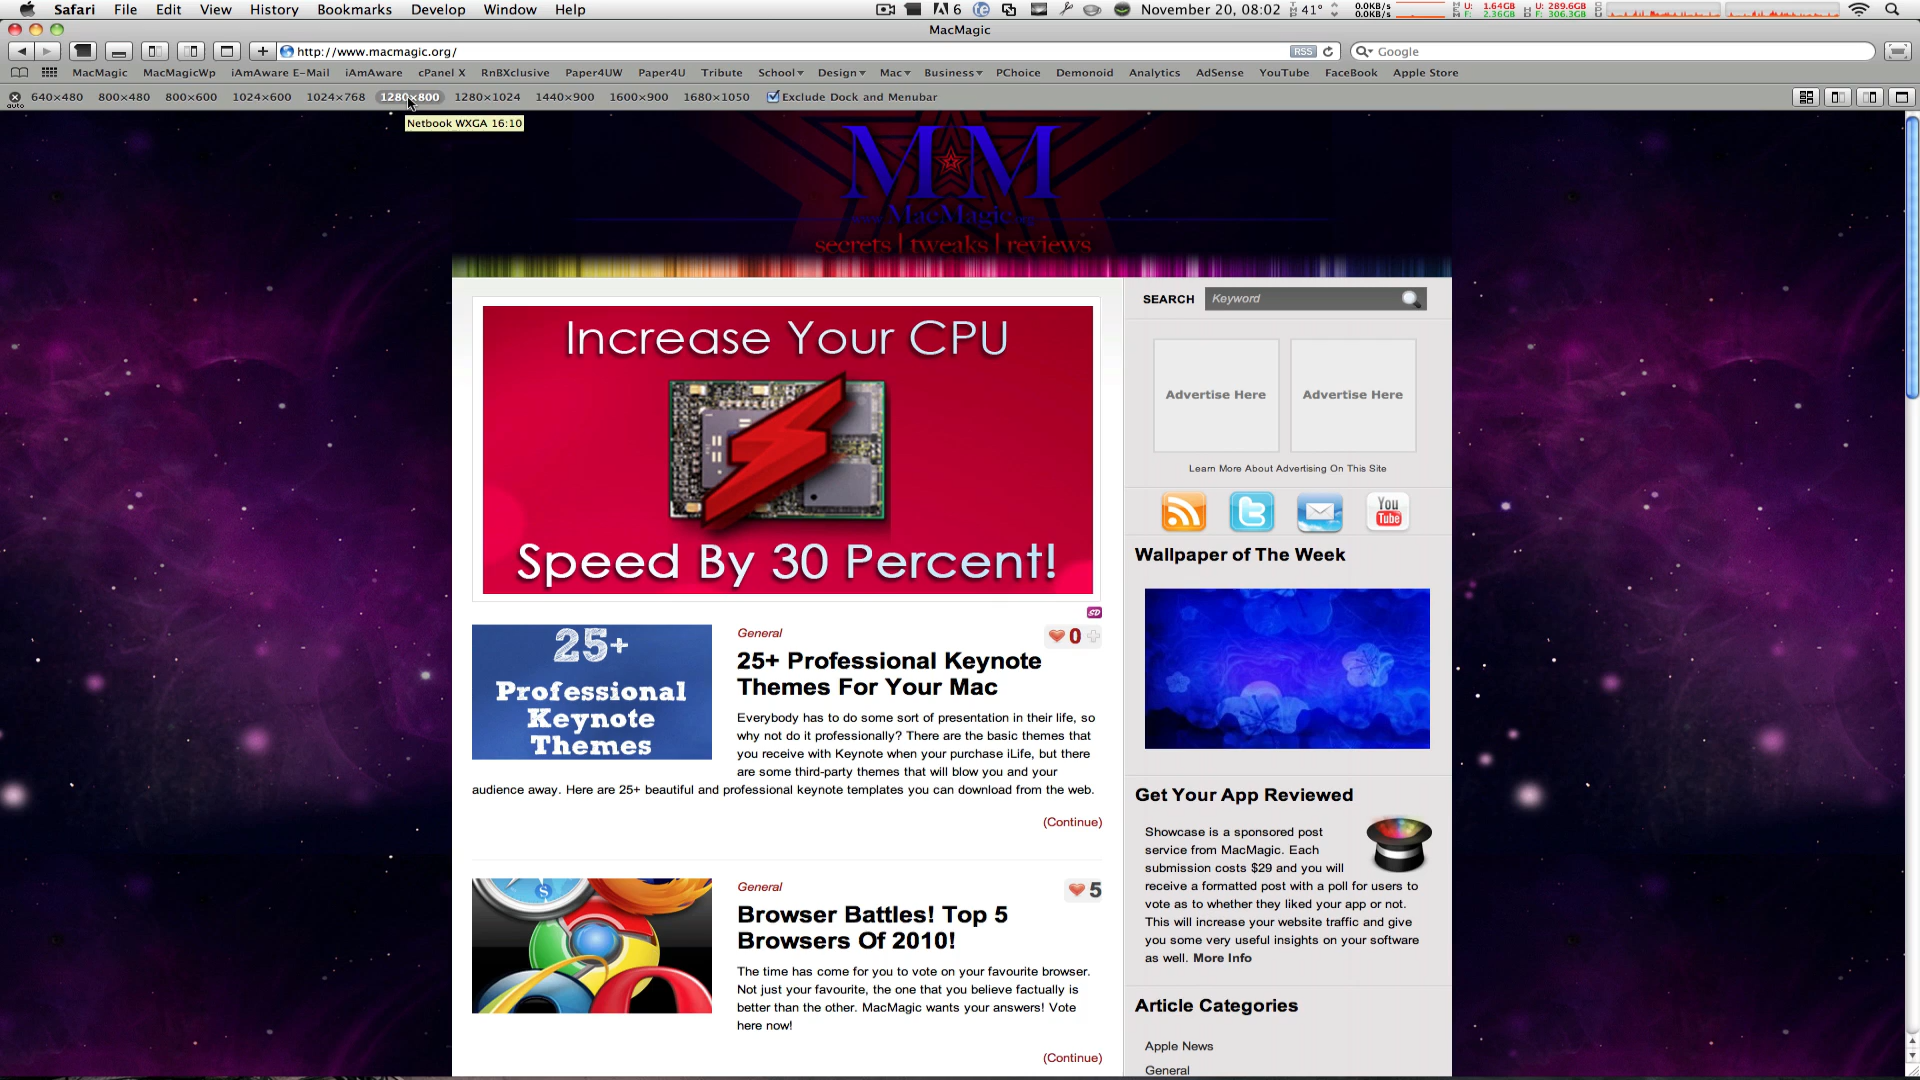 Safari File Edit View History Bookmarks Develop Window Help
6 November 20, 08:02 41° 0.0KB/s 0.0KB/s U: 1.64GB F: 2.36GB U: 289.6GB F: 306.3GB
MacMagic
http://www.macmagic.org/ RSS Google
MacMagic MacMagicWp iAmAware E-Mail iAmAware cPanel X RnBXclusive Paper4UW Paper4U Tribute School Design Mac Business PChoice Demonoid Analytics AdSense YouTube FaceBook Apple Store
auto 640×480 800×480 800×600 1024×600 1024×768 1280×800 1280×1024 1440×900 1600×900 1680×1050 Exclude Dock and Menubar
Netbook WXGA 16:10
M M
www.MacMagic.org
secrets | tweaks | reviews
SEARCH Keyword
Increase Your CPU
Speed By 30 Percent!
Advertise Here Advertise Here
Learn More About Advertising On This Site
You
Tube
Wallpaper of The Week
SD
25+
Professional
Keynote
Themes
General
0
25+ Professional Keynote
Themes For Your Mac
Everybody has to do some sort of presentation in their life, so
why not do it professionally? There are the basic themes that
you receive with Keynote when your purchase iLife, but there
are some third-party themes that will blow you and your
audience away. Here are 25+ beautiful and professional keynote templates you can download from the web.
(Continue)
Get Your App Reviewed
Showcase is a sponsored post
service from MacMagic. Each
submission costs $29 and you will
receive a formatted post with a poll for users to
vote as to whether they liked your app or not.
This will increase your website traffic and give
you some very useful insights on your software
as well. More Info
General
5
Browser Battles! Top 5
Browsers Of 2010!
The time has come for you to vote on your favourite browser.
Not just your favourite, the one that you believe factually is
better than the other. MacMagic wants your answers! Vote
here now!
(Continue)
Article Categories
Apple News
General